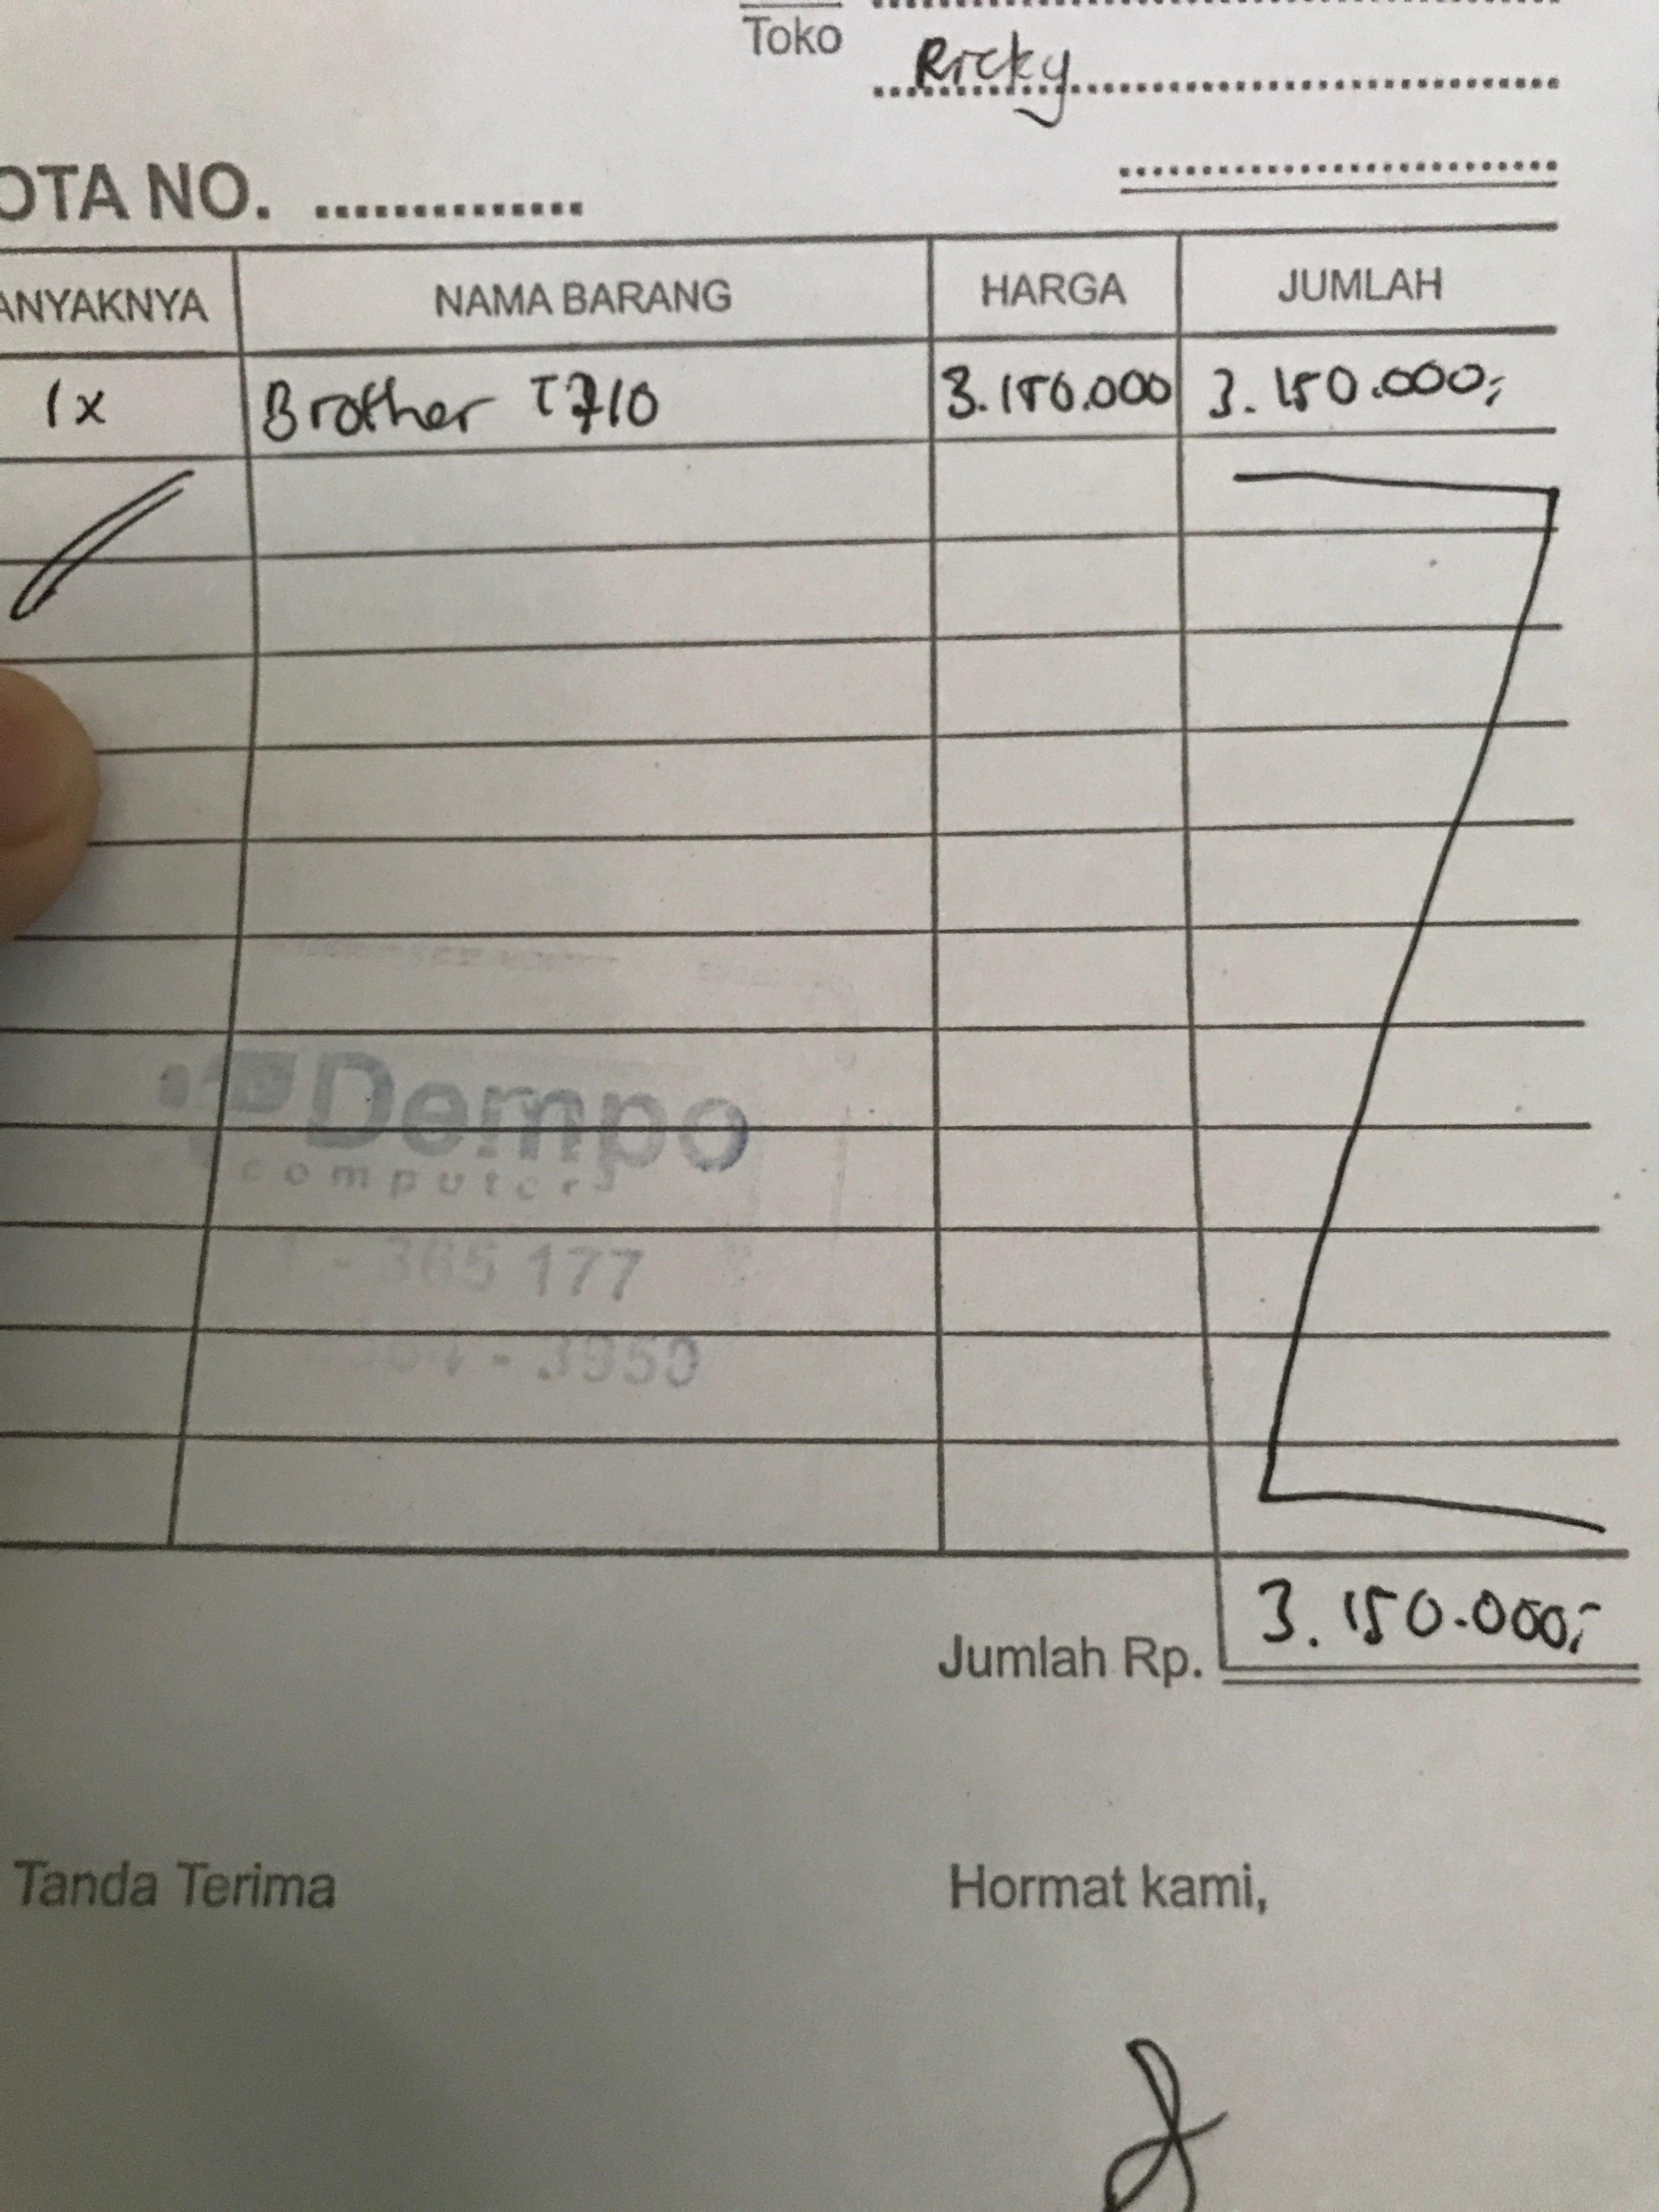 Toko
Ricky
OTA NO. ..............
ANYAKNYA NAMA BARANG HARGA JUMLAH
1x Brother T710 3.150.000 3.150.000,-
Dempo
computer
- 365 177
- 3950
Jumlah Rp. 3.150.000,-
Tanda Terima Hormat kami,